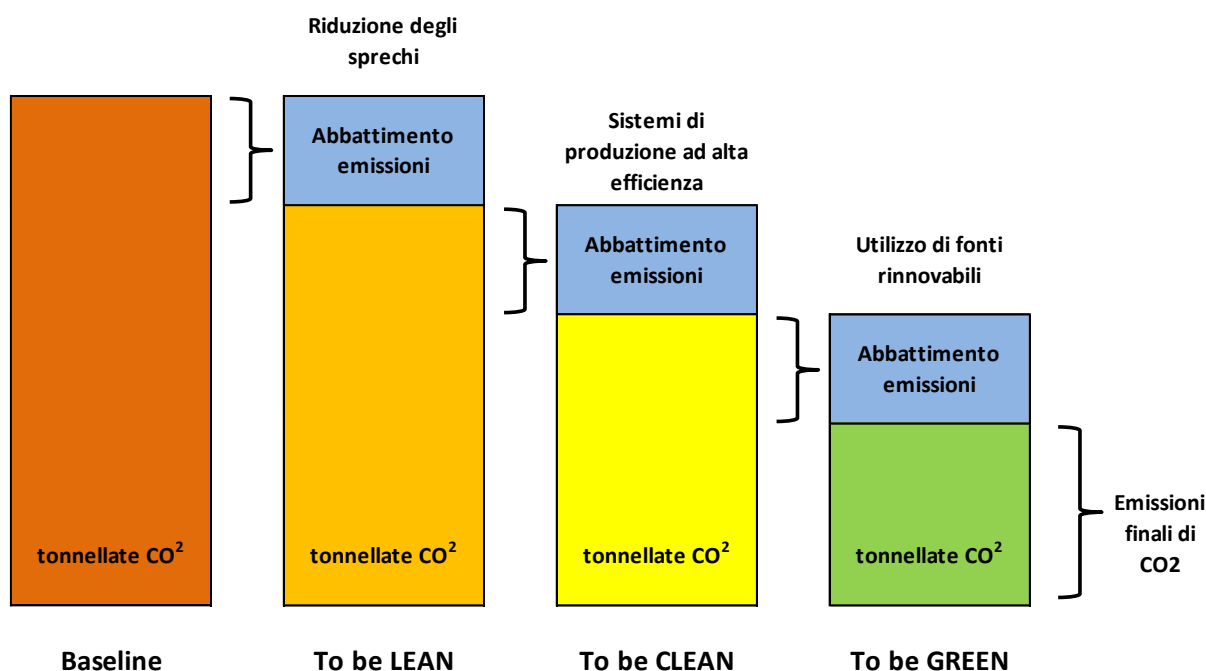 Riduzione degli
sprechi
Abbattimento
emissioni
Sistemi di
produzione ad alta
efficienza
Abbattimento
emissioni
Utilizzo di fonti
rinnovabili
Abbattimento
emissioni
tonnellate CO²
tonnellate CO²
tonnellate CO²
tonnellate CO²
Emissioni
finali di
CO2
Baseline
To be LEAN
To be CLEAN
To be GREEN